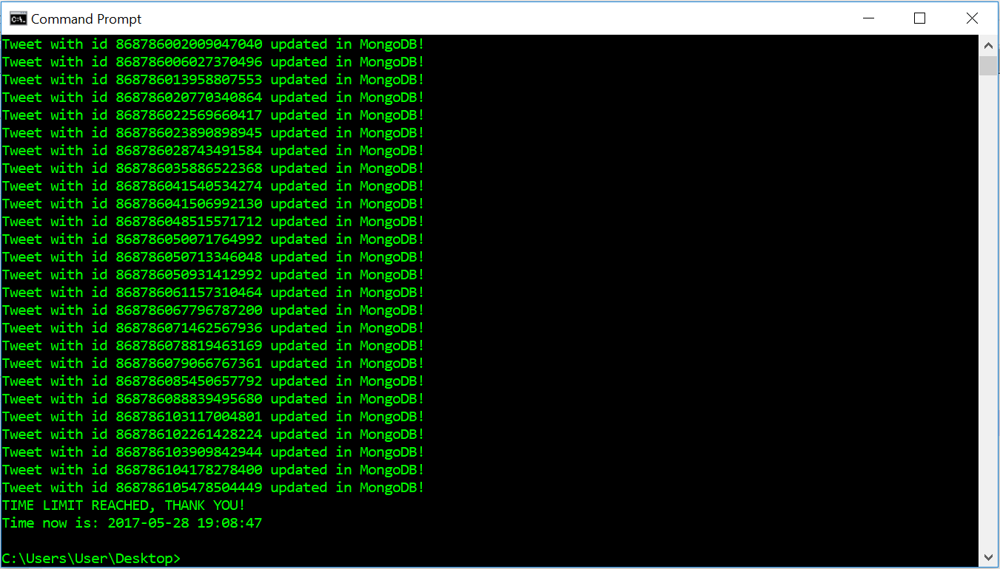 Command Prompt
Tweet with id 868786002009047040 updated in MongoDB!
Tweet with id 868786006027370496 updated in MongoDB!
Tweet with id 868786013958807553 updated in MongoDB!
Tweet with id 868786020770340864 updated in MongoDB!
Tweet with id 868786022569660417 updated in MongoDB!
Tweet with id 868786023890898945 updated in MongoDB!
Tweet with id 868786028743491584 updated in MongoDB!
Tweet with id 868786035886522368 updated in MongoDB!
Tweet with id 868786041540534274 updated in MongoDB!
Tweet with id 868786041506992130 updated in MongoDB!
Tweet with id 868786048515571712 updated in MongoDB!
Tweet with id 868786050071764992 updated in MongoDB!
Tweet with id 868786050713346048 updated in MongoDB!
Tweet with id 868786050931412992 updated in MongoDB!
Tweet with id 868786061157310464 updated in MongoDB!
Tweet with id 868786067796787200 updated in MongoDB!
Tweet with id 868786071462567936 updated in MongoDB!
Tweet with id 868786078819463169 updated in MongoDB!
Tweet with id 868786079066767361 updated in MongoDB!
Tweet with id 868786085450657792 updated in MongoDB!
Tweet with id 868786088839495680 updated in MongoDB!
Tweet with id 868786103117004801 updated in MongoDB!
Tweet with id 868786102261428224 updated in MongoDB!
Tweet with id 868786103909842944 updated in MongoDB!
Tweet with id 868786104178278400 updated in MongoDB!
Tweet with id 868786105478504449 updated in MongoDB!
TIME LIMIT REACHED, THANK YOU!
Time now is: 2017-05-28 19:08:47
C:\Users\User\Desktop>